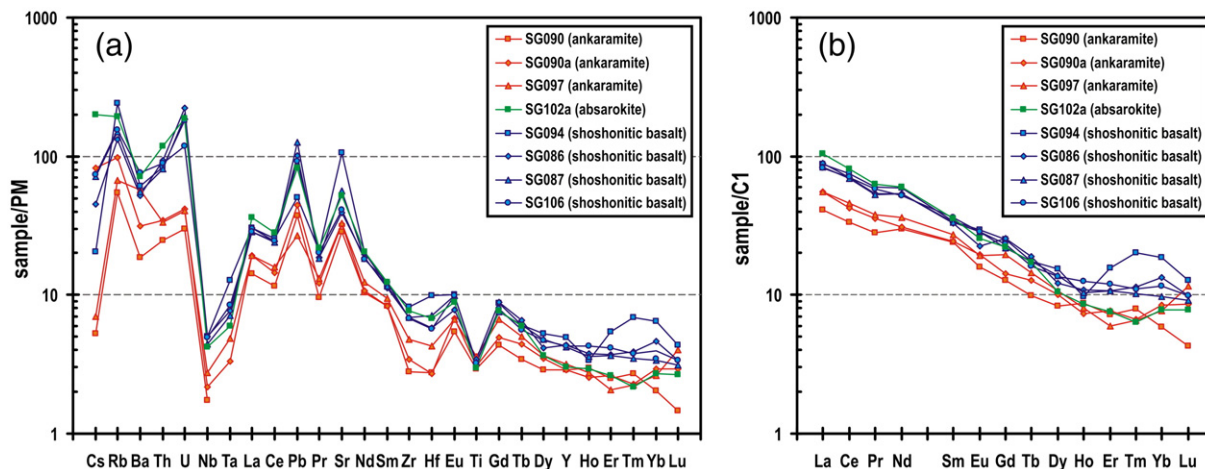 (a)
sample/PM
1000
100
10
1
SG090 (ankaramite)
SG090a (ankaramite)
SG097 (ankaramite)
SG102a (absarokite)
SG094 (shoshonitic basalt)
SG086 (shoshonitic basalt)
SG087 (shoshonitic basalt)
SG106 (shoshonitic basalt)
Cs Rb Ba Th U Nb Ta La Ce Pb Pr Sr Nd Sm Zr Hf Eu Ti Gd Tb Dy Y Ho Er Tm Yb Lu
(b)
sample/C1
1000
100
10
1
SG090 (ankaramite)
SG090a (ankaramite)
SG097 (ankaramite)
SG102a (absarokite)
SG094 (shoshonitic basalt)
SG086 (shoshonitic basalt)
SG087 (shoshonitic basalt)
SG106 (shoshonitic basalt)
La Ce Pr Nd Sm Eu Gd Tb Dy Ho Er Tm Yb Lu